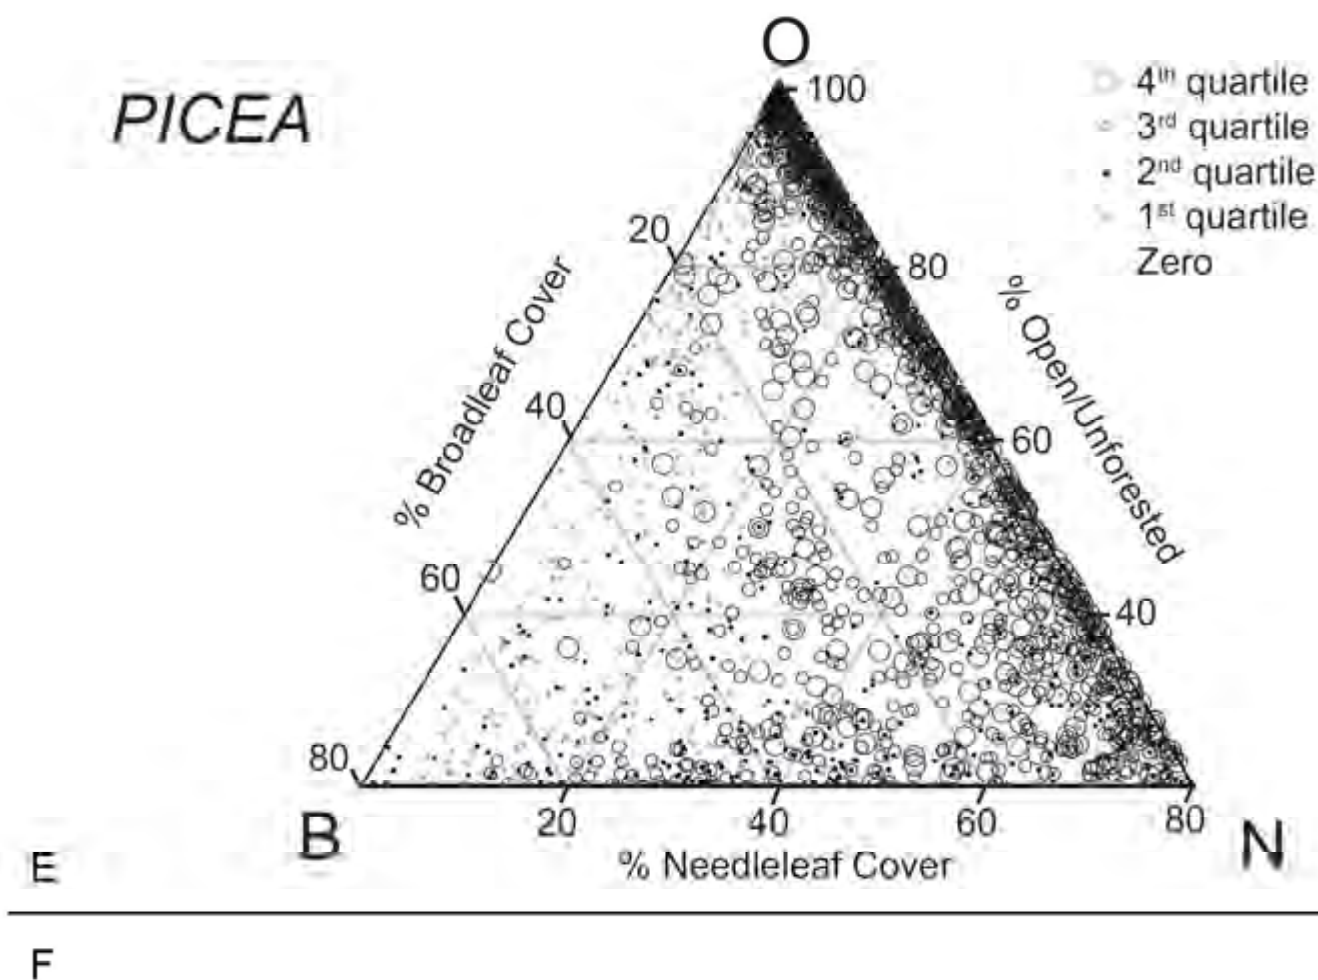 O
PICEA
100
4th quartile
3rd quartile
2nd quartile
1st quartile
Zero
20
80
% Broadleaf Cover
% Open/Unforested
40
60
60
40
80
B
20
40
60
80
N
% Needleleaf Cover
E
F